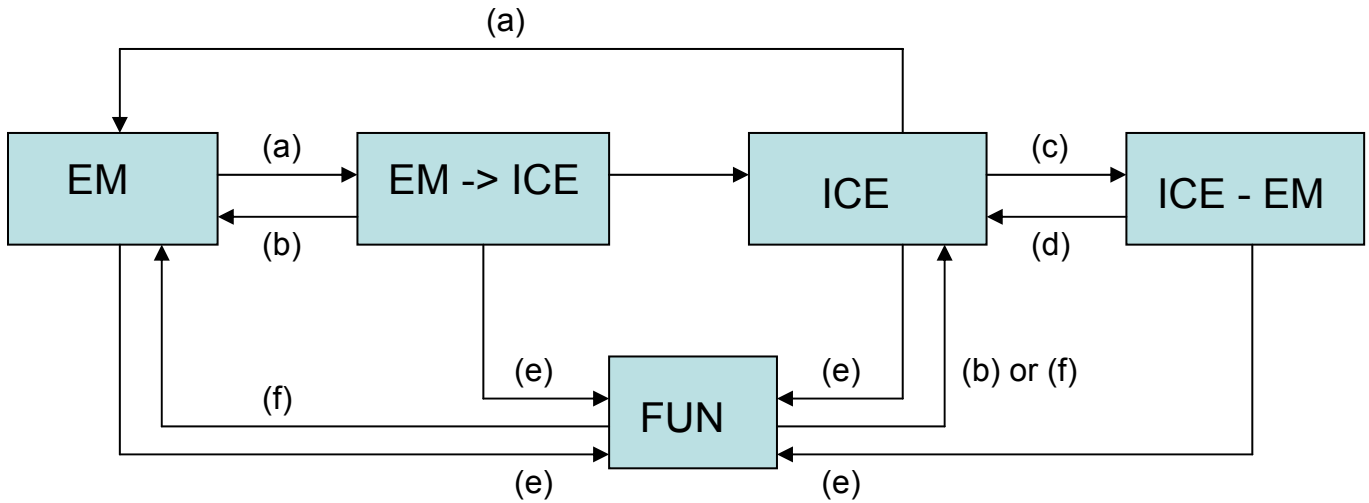 (a)
EM
(a)
EM -> ICE
ICE
(c)
ICE - EM
(b)
(d)
(e)
(e)
(b) or (f)
(f)
FUN
(e)
(e)